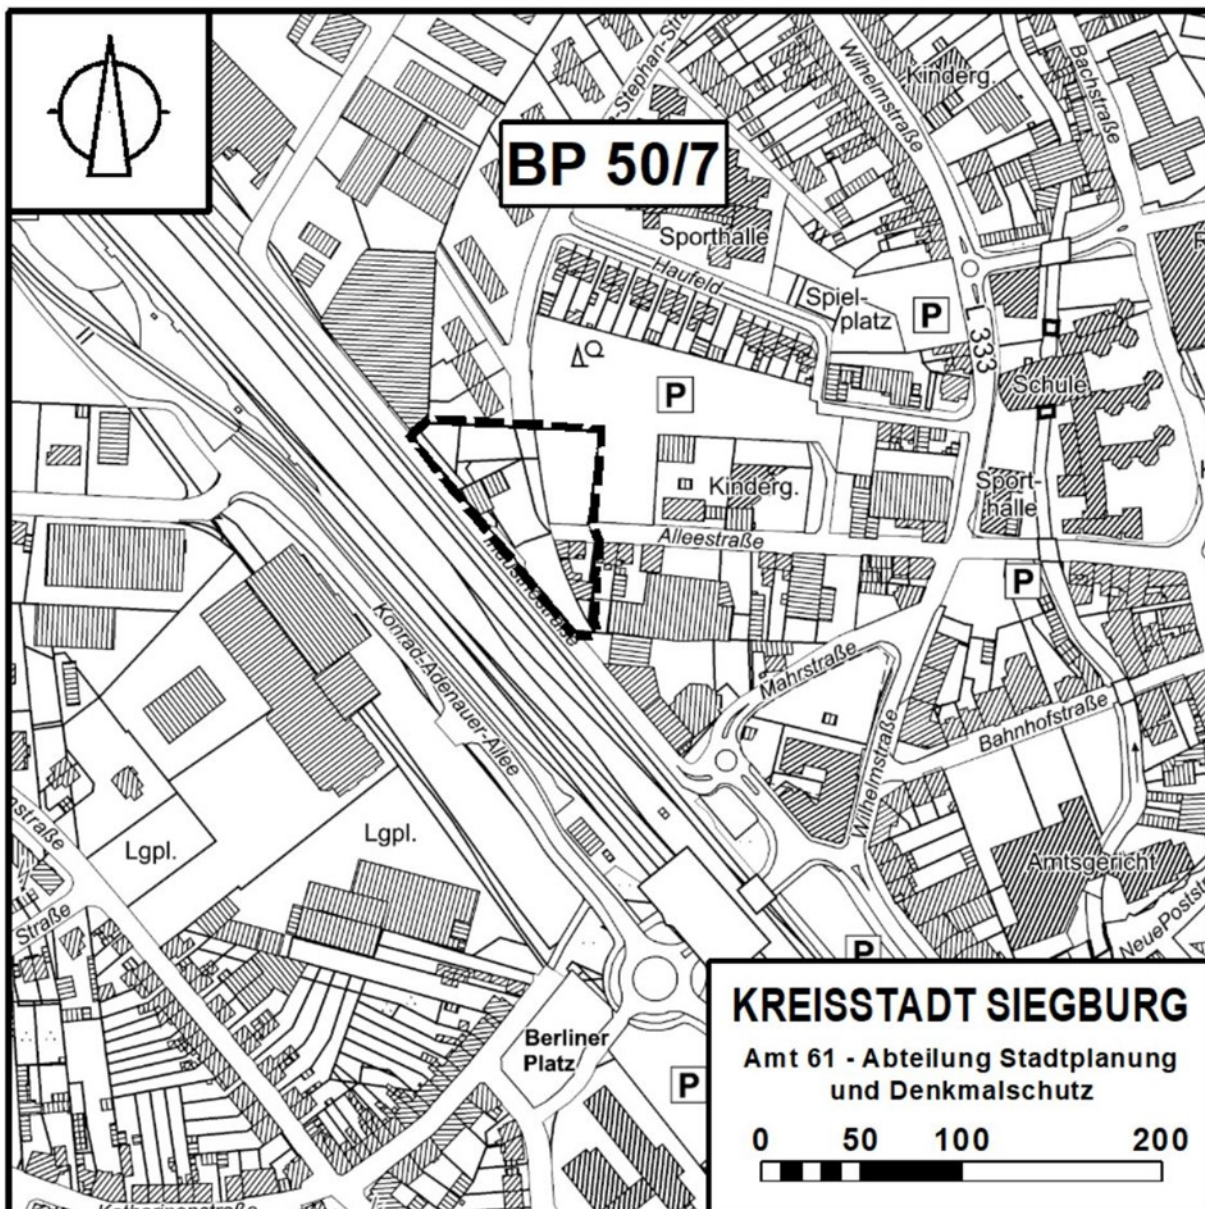 Wilhelmstraße
Kinderg.
Bachstraße
BP 50/7
Sporthalle
Haufeld
Spiel-
platz
P
L 333
Schule
P
Kinderg.
Sport-
halle
Alleestraße
P
Konrad-Adenauer-Allee
Mahrstraße
Wilhelmstraße
Bahnhofstraße
Lgpl.
Lgpl.
Amtsgericht
Straße
P
Berliner
Platz
P
KREISSTADT SIEGBURG
Amt 61 - Abteilung Stadtplanung
und Denkmalschutz
0 50 100 200